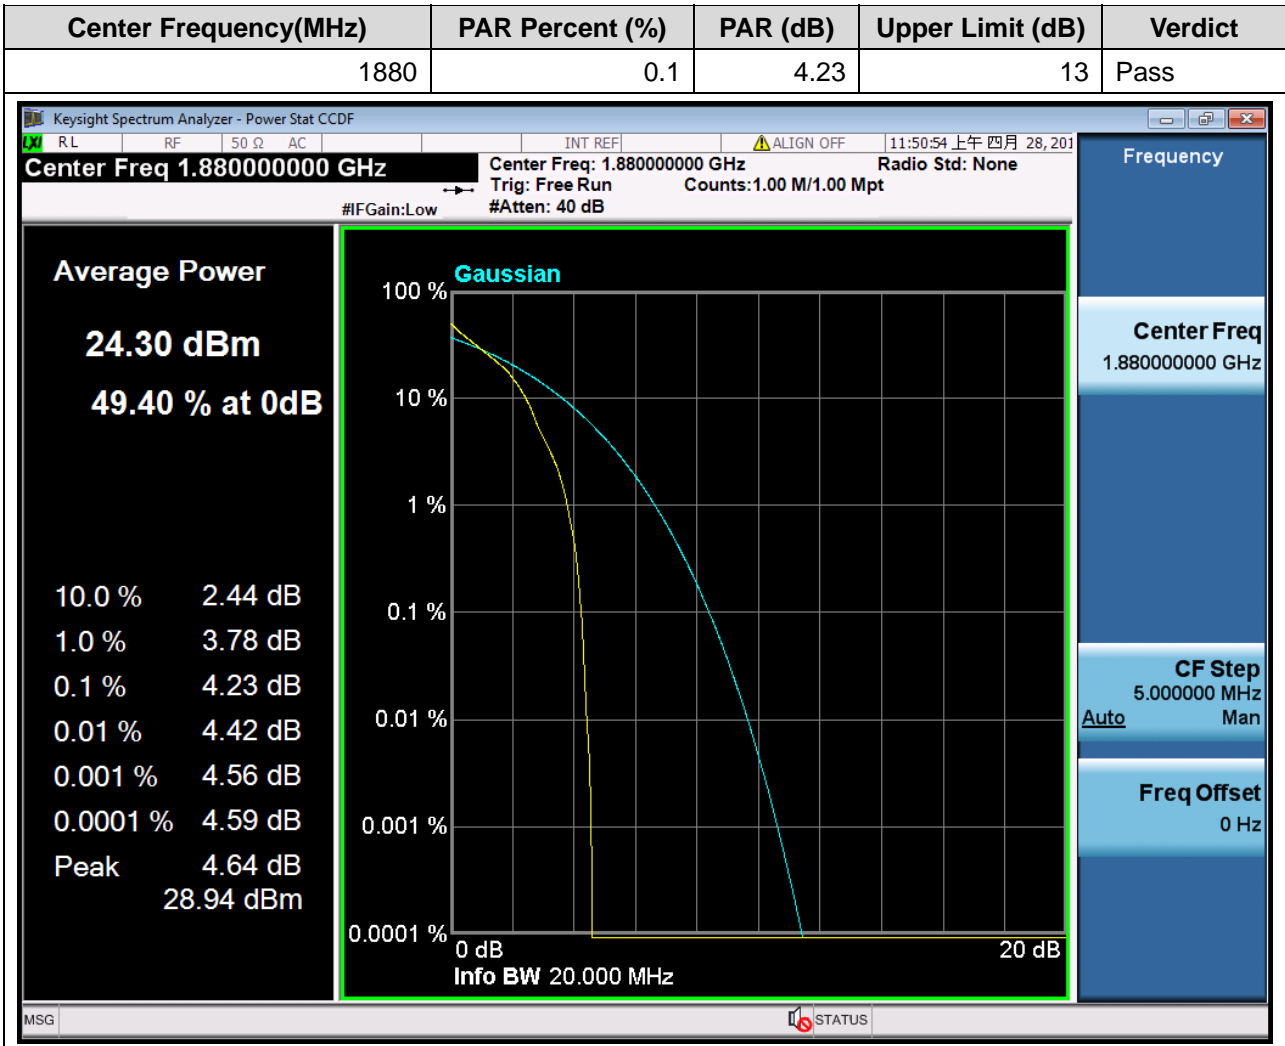 Center Frequency(MHz) PAR Percent (%) PAR (dB) Upper Limit (dB) Verdict
1880 0.1 4.23 13 Pass
Keysight Spectrum Analyzer - Power Stat CCDF
LXI RL RF 50 Ω AC INT REF ALIGN OFF 11:50:54 上午 四月 28, 201
Center Freq 1.880000000 GHz
Center Freq: 1.880000000 GHz Radio Std: None
Trig: Free Run Counts:1.00 M/1.00 Mpt
#IFGain:Low #Atten: 40 dB
Average Power
24.30 dBm
49.40 % at 0dB
10.0 % 2.44 dB
1.0 % 3.78 dB
0.1 % 4.23 dB
0.01 % 4.42 dB
0.001 % 4.56 dB
0.0001 % 4.59 dB
Peak 4.64 dB
28.94 dBm
Gaussian
100 %
10 %
1 %
0.1 %
0.01 %
0.001 %
0.0001 %
0 dB 20 dB
Info BW 20.000 MHz
Frequency
Center Freq
1.880000000 GHz
CF Step
5.000000 MHz
Auto Man
Freq Offset
0 Hz
MSG STATUS